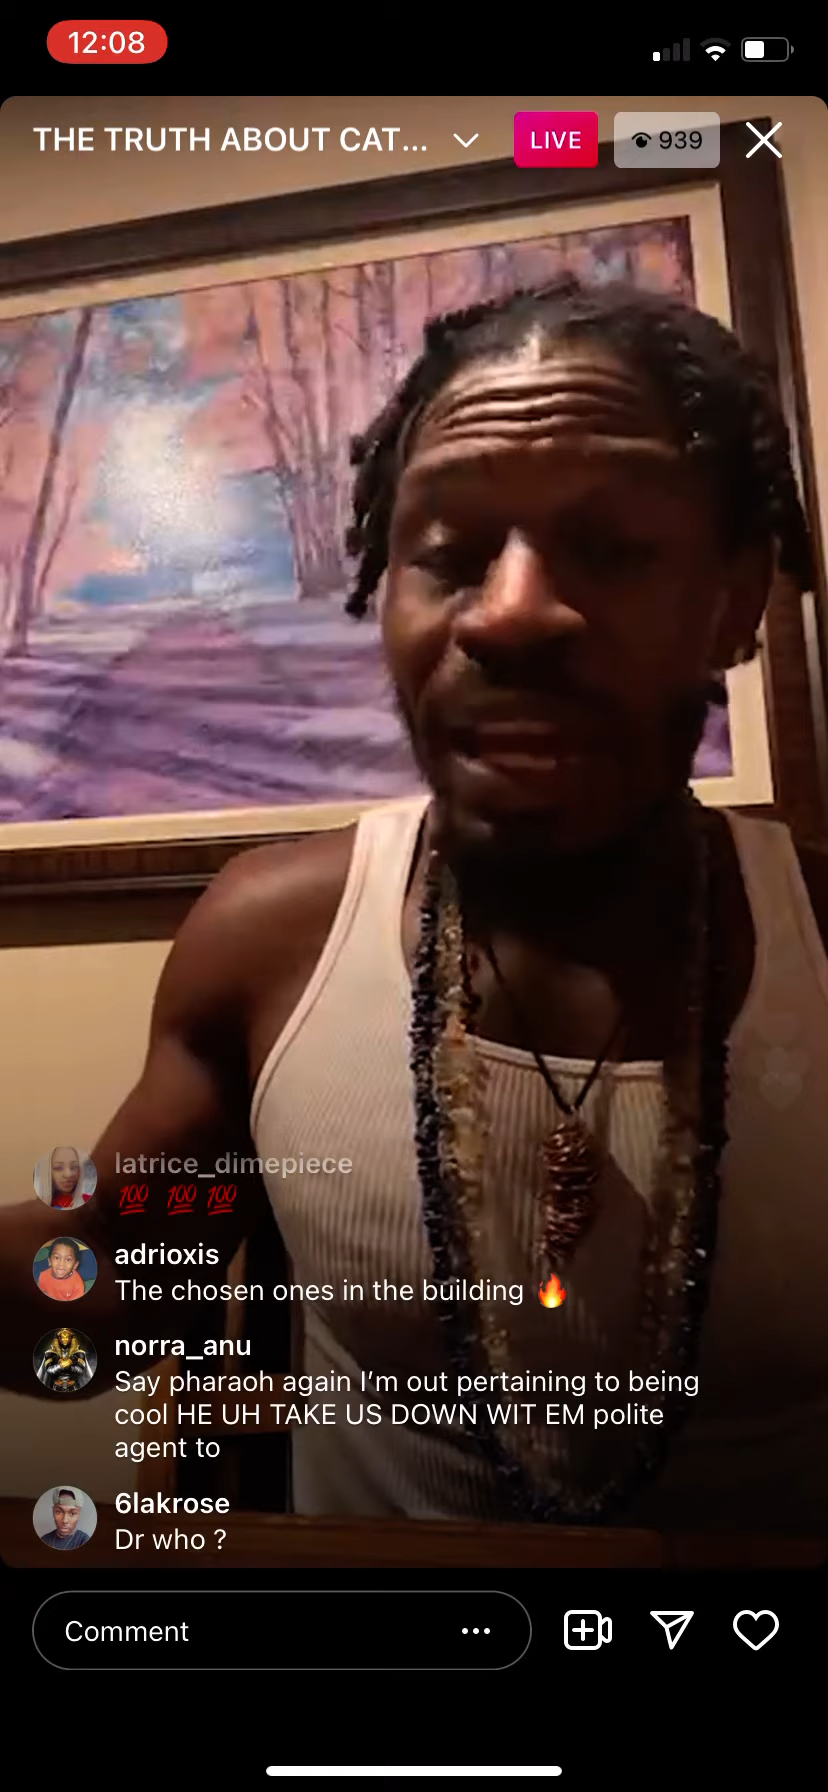 12:08
THE TRUTH ABOUT CAT...
LIVE
939
latrice_dimepiece
💯 💯 💯
adrioxis
The chosen ones in the building 🔥
norra_anu
Say pharaoh again I'm out pertaining to being
cool HE UH TAKE US DOWN WIT EM polite
agent to
6lakrose
Dr who ?
Comment